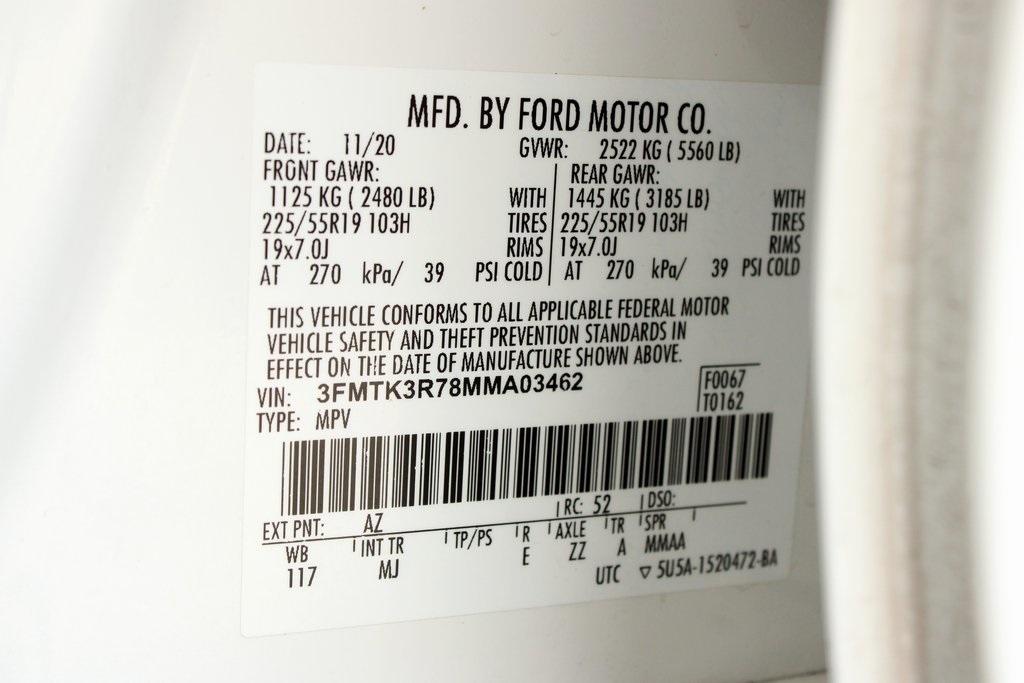 MFD. BY FORD MOTOR CO.
DATE: 11/20 GVWR: 2522 KG ( 5560 LB)
FRONT GAWR: REAR GAWR:
1125 KG ( 2480 LB) WITH 1445 KG ( 3185 LB) WITH
225/55R19 103H TIRES 225/55R19 103H TIRES
19x7.0J RIMS 19x7.0J RIMS
AT 270 kPa/ 39 PSI COLD AT 270 kPa/ 39 PSI COLD
THIS VEHICLE CONFORMS TO ALL APPLICABLE FEDERAL MOTOR
VEHICLE SAFETY AND THEFT PREVENTION STANDARDS IN
EFFECT ON THE DATE OF MANUFACTURE SHOWN ABOVE.
VIN: 3FMTK3R78MMA03462 F0067
TYPE: MPV T0162
EXT PNT: AZ RC: 52 DSO:
WB INT TR TP/PS R AXLE TR SPR
117 MJ E ZZ A MMAA
UTC ▽ 5U5A-1520472-BA